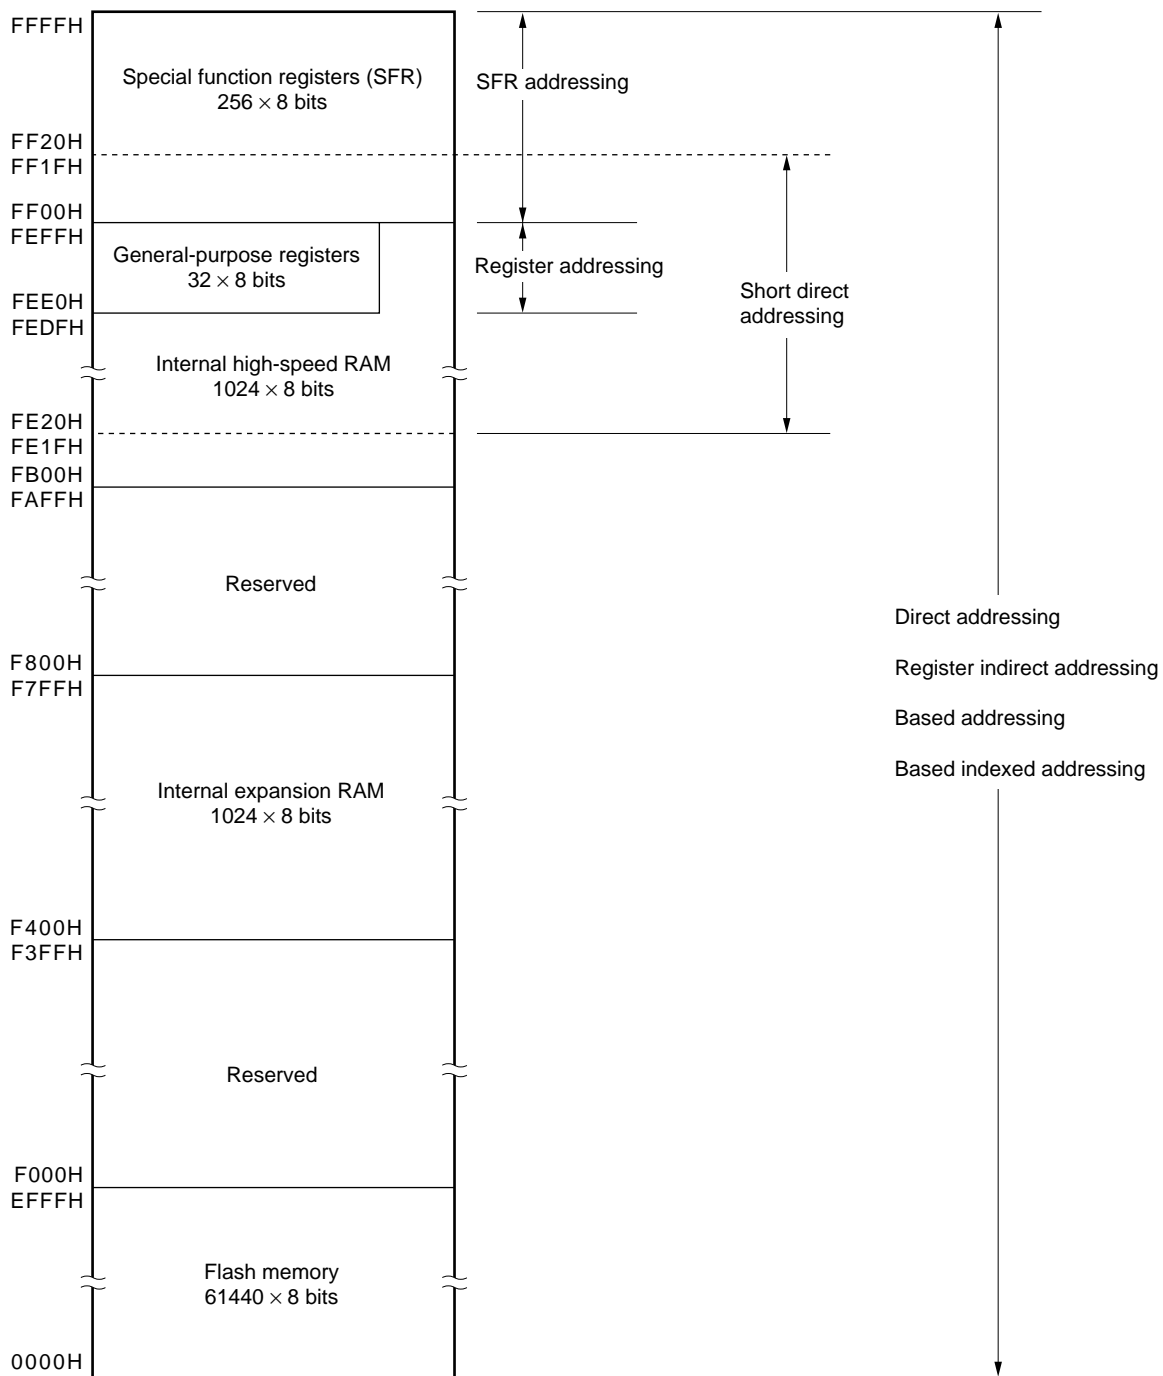 FFFFH
Special function registers (SFR)
256 × 8 bits
SFR addressing
FF20H
FF1FH
FF00H
FEFFH
General-purpose registers
32 × 8 bits
Register addressing
Short direct
addressing
FEE0H
FEDFH
Internal high-speed RAM
1024 × 8 bits
FE20H
FE1FH
FB00H
FAFFH
Reserved
Direct addressing
Register indirect addressing
Based addressing
Based indexed addressing
F800H
F7FFH
Internal expansion RAM
1024 × 8 bits
F400H
F3FFH
Reserved
F000H
EFFFH
Flash memory
61440 × 8 bits
0000H